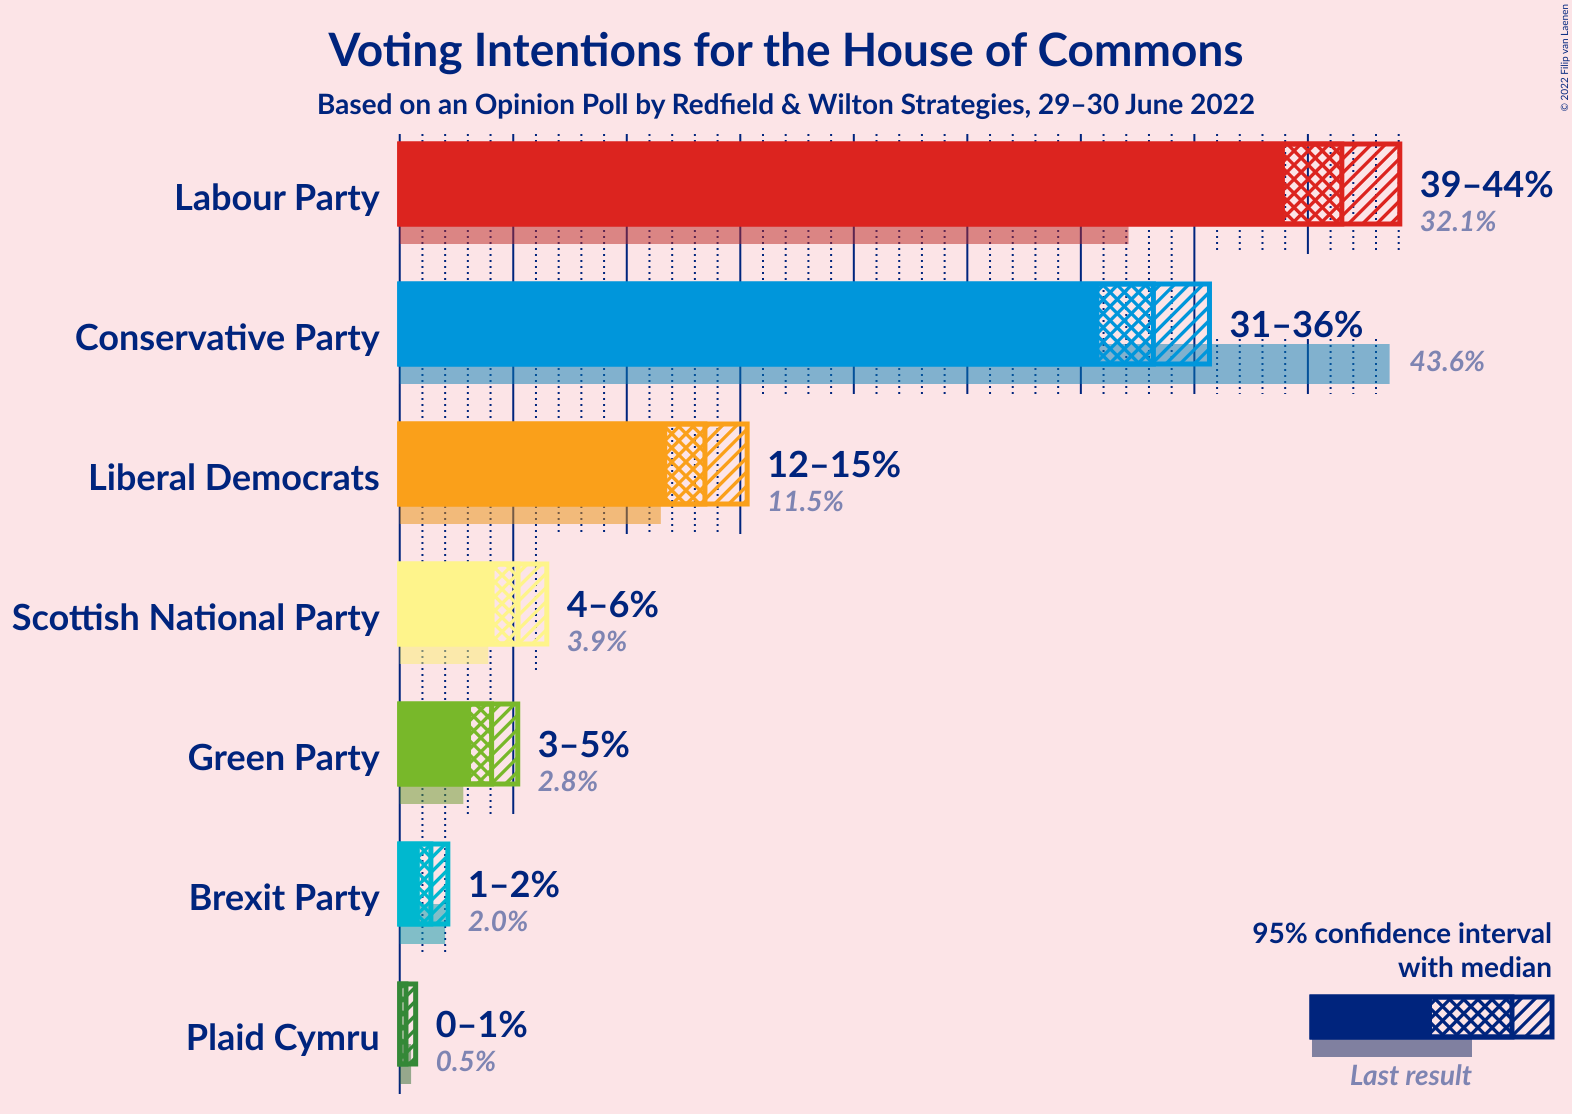 Voting Intentions for the House of Commons
Based on an Opinion Poll by Redfield & Wilton Strategies, 29–30 June 2022
© 2022 Filip van Laenen
Labour Party
39–44%
32.1%
Conservative Party
31–36%
43.6%
Liberal Democrats
12–15%
11.5%
Scottish National Party
4–6%
3.9%
Green Party
3–5%
2.8%
Brexit Party
1–2%
2.0%
Plaid Cymru
0–1%
0.5%
95% confidence interval
with median
Last result